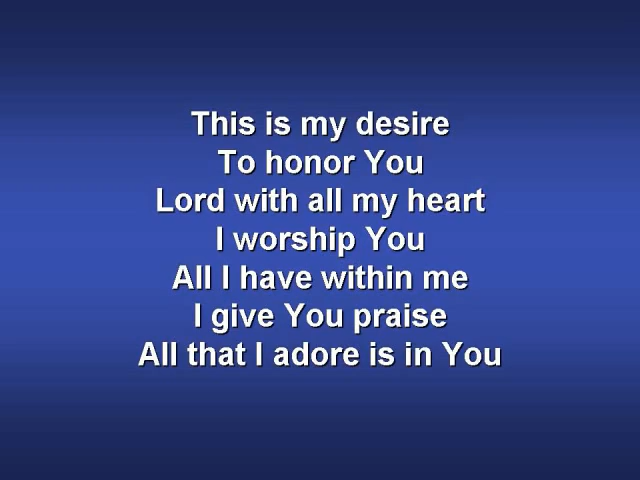 This is my desire
To honor You
Lord with all my heart
I worship You
All I have within me
I give You praise
All that I adore is in You